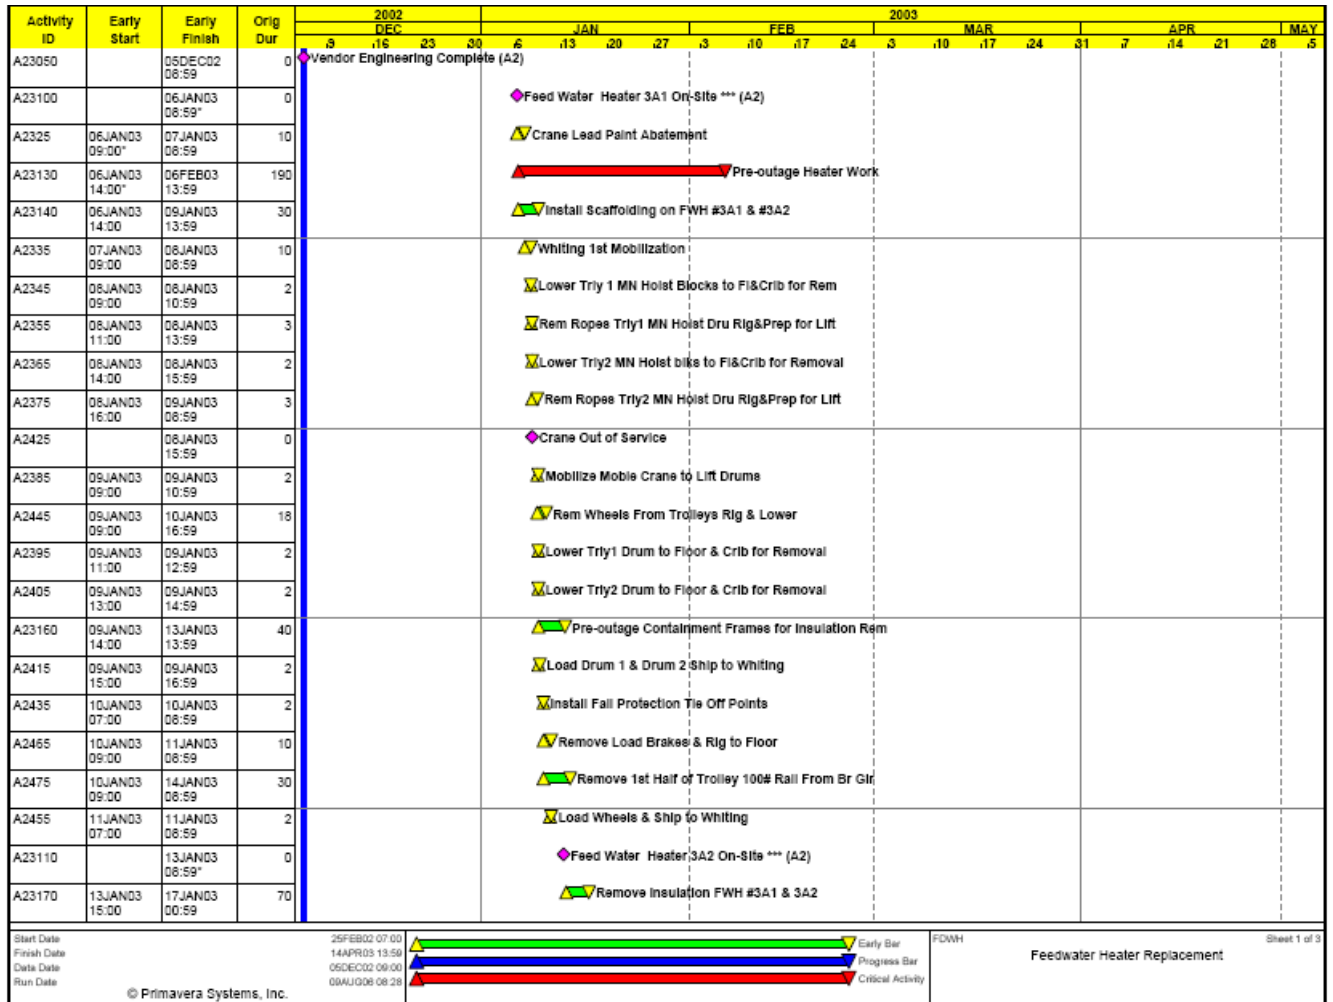 Activity ID Early Start Early Finish Orig Dur 2002 2003
DEC JAN FEB MAR APR MAY
9 16 23 30 6 13 20 27 3 10 17 24 3 10 17 24 31 7 14 21 28 5
A23050 05DEC02 08:59 0 Vendor Engineering Complete (A2)
A23100 06JAN03 08:59* 0 Feed Water Heater 3A1 On-Site *** (A2)
A2325 06JAN03 09:00* 07JAN03 08:59 10 Crane Lead Paint Abatement
A23130 06JAN03 14:00* 06FEB03 13:59 190 Pre-outage Heater Work
A23140 06JAN03 14:00 09JAN03 13:59 30 Install Scaffolding on FWH #3A1 & #3A2
A2335 07JAN03 09:00 08JAN03 08:59 10 Whiting 1st Mobilization
A2345 08JAN03 09:00 08JAN03 10:59 2 Lower Trly 1 MN Hoist Blocks to Fl&Crib for Rem
A2355 08JAN03 11:00 08JAN03 13:59 3 Rem Ropes Trly1 MN Hoist Dru Rig&Prep for Lift
A2365 08JAN03 14:00 08JAN03 15:59 2 Lower Trly2 MN Hoist blks to Fl&Crib for Removal
A2375 08JAN03 16:00 09JAN03 08:59 3 Rem Ropes Trly2 MN Hoist Dru Rig&Prep for Lift
A2425 08JAN03 15:59 0 Crane Out of Service
A2385 09JAN03 09:00 09JAN03 10:59 2 Mobilize Moble Crane to Lift Drums
A2445 09JAN03 09:00 10JAN03 16:59 18 Rem Wheels From Trolleys Rig & Lower
A2395 09JAN03 11:00 09JAN03 12:59 2 Lower Trly1 Drum to Floor & Crib for Removal
A2405 09JAN03 13:00 09JAN03 14:59 2 Lower Trly2 Drum to Floor & Crib for Removal
A23160 09JAN03 14:00 13JAN03 13:59 40 Pre-outage Containment Frames for Insulation Rem
A2415 09JAN03 15:00 09JAN03 16:59 2 Load Drum 1 & Drum 2 Ship to Whiting
A2435 10JAN03 07:00 10JAN03 08:59 2 Install Fall Protection Tie Off Points
A2465 10JAN03 09:00 11JAN03 08:59 10 Remove Load Brakes & Rig to Floor
A2475 10JAN03 09:00 14JAN03 08:59 30 Remove 1st Half of Trolley 100# Rail From Br Gir
A2455 11JAN03 07:00 11JAN03 08:59 2 Load Wheels & Ship to Whiting
A23110 13JAN03 08:59* 0 Feed Water Heater 3A2 On-Site *** (A2)
A23170 13JAN03 15:00 17JAN03 00:59 70 Remove Insulation FWH #3A1 & 3A2
Start Date 25FEB02 07:00 Early Bar FDWH Sheet 1 of 3
Finish Date 14APR03 13:59 Feedwater Heater Replacement
Data Date 05DEC02 09:00 Progress Bar
Run Date 09AUG06 08:28 Critical Activity
© Primavera Systems, Inc.